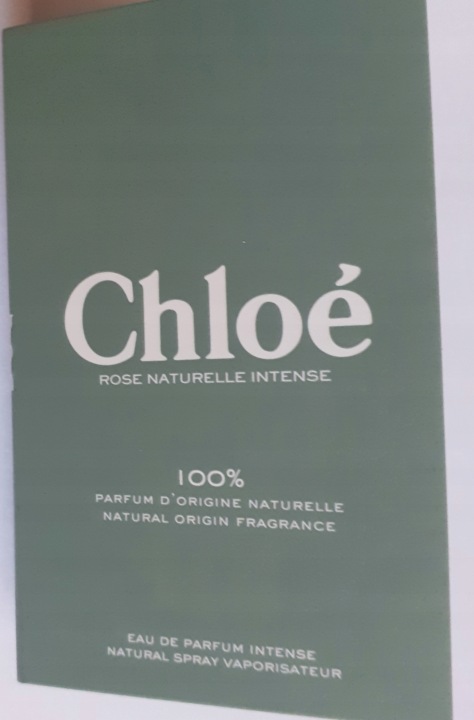 Chloé
ROSE NATURELLE INTENSE
100%
PARFUM D`ORIGINE NATURELLE
NATURAL ORIGIN FRAGRANCE
EAU DE PARFUM INTENSE
NATURAL SPRAY VAPORISATEUR